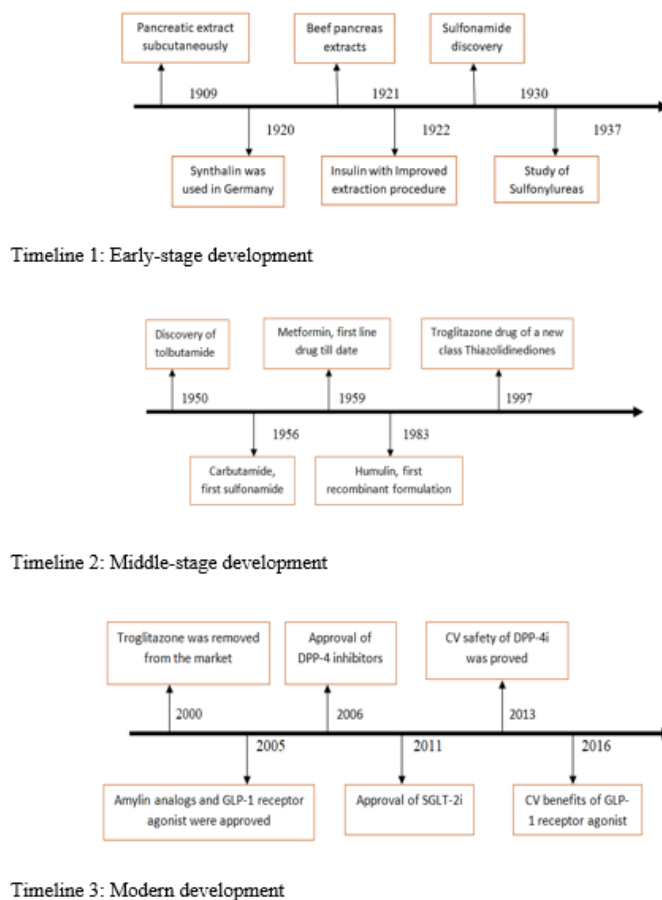 Pancreatic extract
subcutaneously
Beef pancreas
extracts
Sulfonamide
discovery
1909
1921
1930
1920
1922
1937
Synthalin was
used in Germany
Insulin with Improved
extraction procedure
Study of
Sulfonylureas
Timeline 1: Early-stage development
Discovery of
tolbutamide
Metformin, first line
drug till date
Troglitazone drug of a new
class Thiazolidinediones
1950
1959
1997
1956
1983
Carbutamide,
first sulfonamide
Humulin, first
recombinant formulation
Timeline 2: Middle-stage development
Troglitazone was removed
from the market
Approval of
DPP-4 inhibitors
CV safety of DPP-4i
was proved
2000
2006
2013
2005
2011
2016
Amylin analogs and GLP-1 receptor
agonist were approved
Approval of SGLT-2i
CV benefits of GLP-
1 receptor agonist
Timeline 3: Modern development